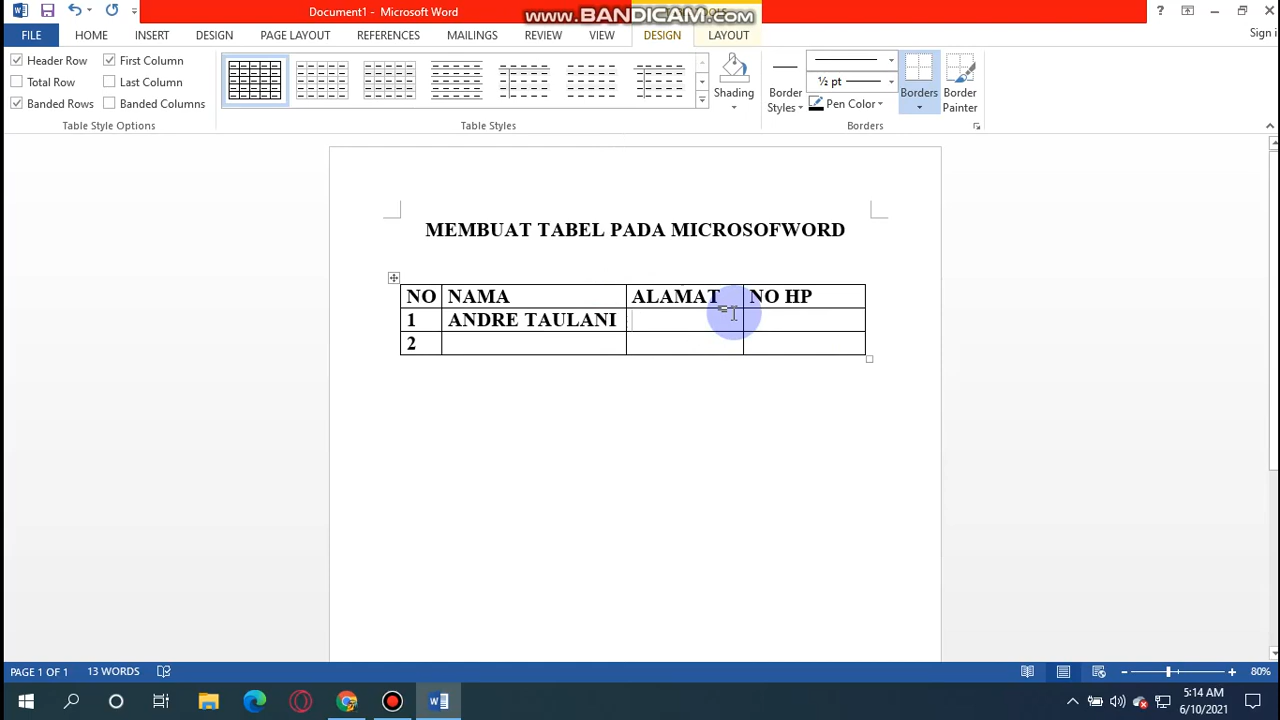 Document1 - Microsoft Word
www.BANDICAM.com
?
FILE HOME INSERT DESIGN PAGE LAYOUT REFERENCES MAILINGS REVIEW VIEW DESIGN LAYOUT Sign i
Header Row First Column
Total Row Last Column
Banded Rows Banded Columns
Table Style Options
Table Styles
Shading
Border Styles
½ pt
Pen Color
Borders
Border Painter
Borders
MEMBUAT TABEL PADA MICROSOFWORD
NO NAMA ALAMAT NO HP
1 ANDRE TAULANI
2
PAGE 1 OF 1 13 WORDS 80%
5:14 AM
6/10/2021